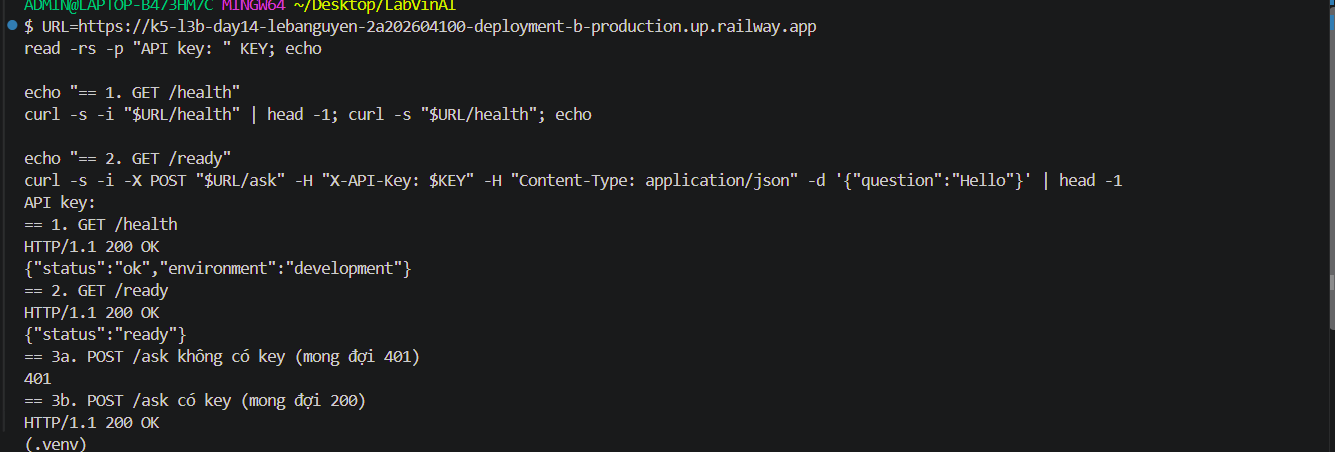 ADMIN@LAPTOP-B473HM7C MINGW64 ~/Desktop/LabVinAI
$ URL=https://k5-l3b-day14-lebanguyen-2a202604100-deployment-b-production.up.railway.app
read -rs -p "API key: " KEY; echo
echo "== 1. GET /health"
curl -s -i "$URL/health" | head -1; curl -s "$URL/health"; echo
echo "== 2. GET /ready"
curl -s -i -X POST "$URL/ask" -H "X-API-Key: $KEY" -H "Content-Type: application/json" -d '{"question":"Hello"}' | head -1
API key:
== 1. GET /health
HTTP/1.1 200 OK
{"status":"ok","environment":"development"}
== 2. GET /ready
HTTP/1.1 200 OK
{"status":"ready"}
== 3a. POST /ask không có key (mong đợi 401)
401
== 3b. POST /ask có key (mong đợi 200)
HTTP/1.1 200 OK
(.venv)